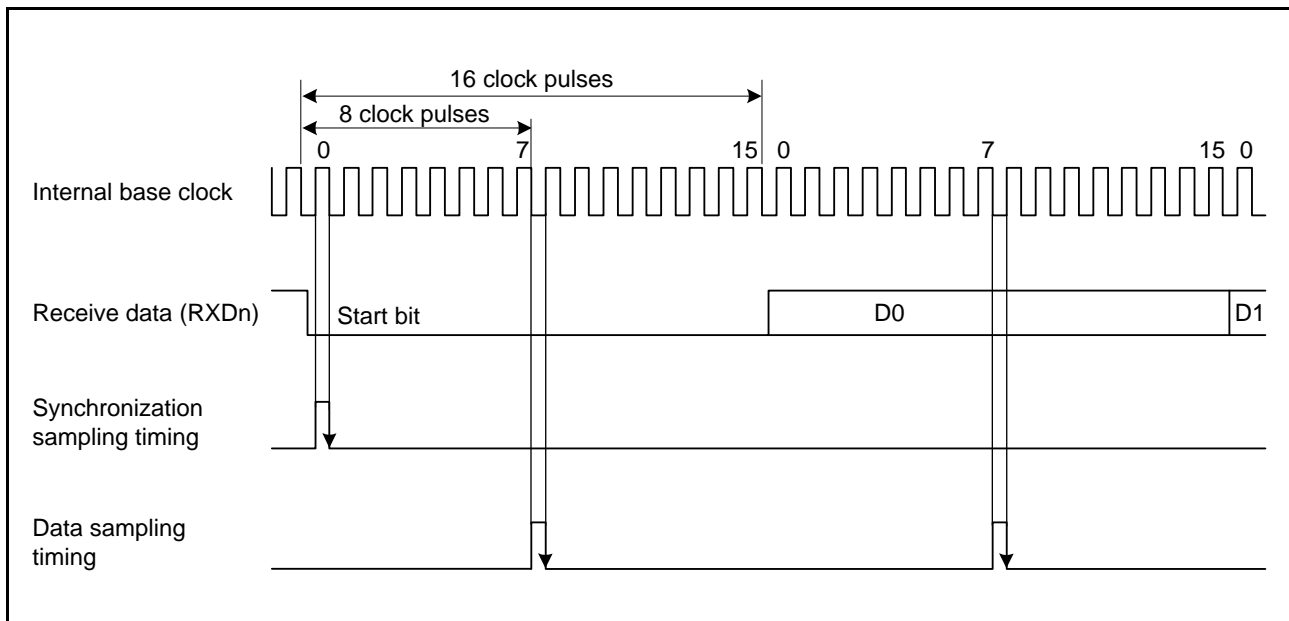 16 clock pulses
8 clock pulses
0 7 15 0 7 15 0
Internal base clock
Receive data (RXDn)
Start bit
D0
D1
Synchronization
sampling timing
Data sampling
timing